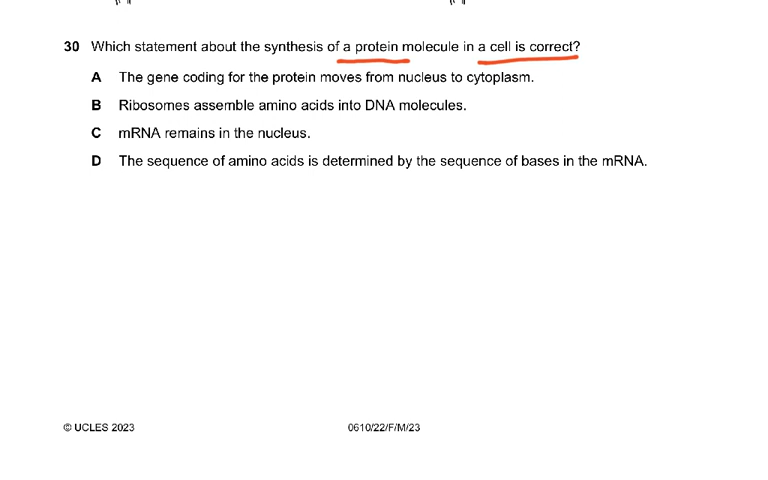 30 Which statement about the synthesis of a protein molecule in a cell is correct?
A The gene coding for the protein moves from nucleus to cytoplasm.
B Ribosomes assemble amino acids into DNA molecules.
C mRNA remains in the nucleus.
D The sequence of amino acids is determined by the sequence of bases in the mRNA.
© UCLES 2023 0610/22/F/M/23